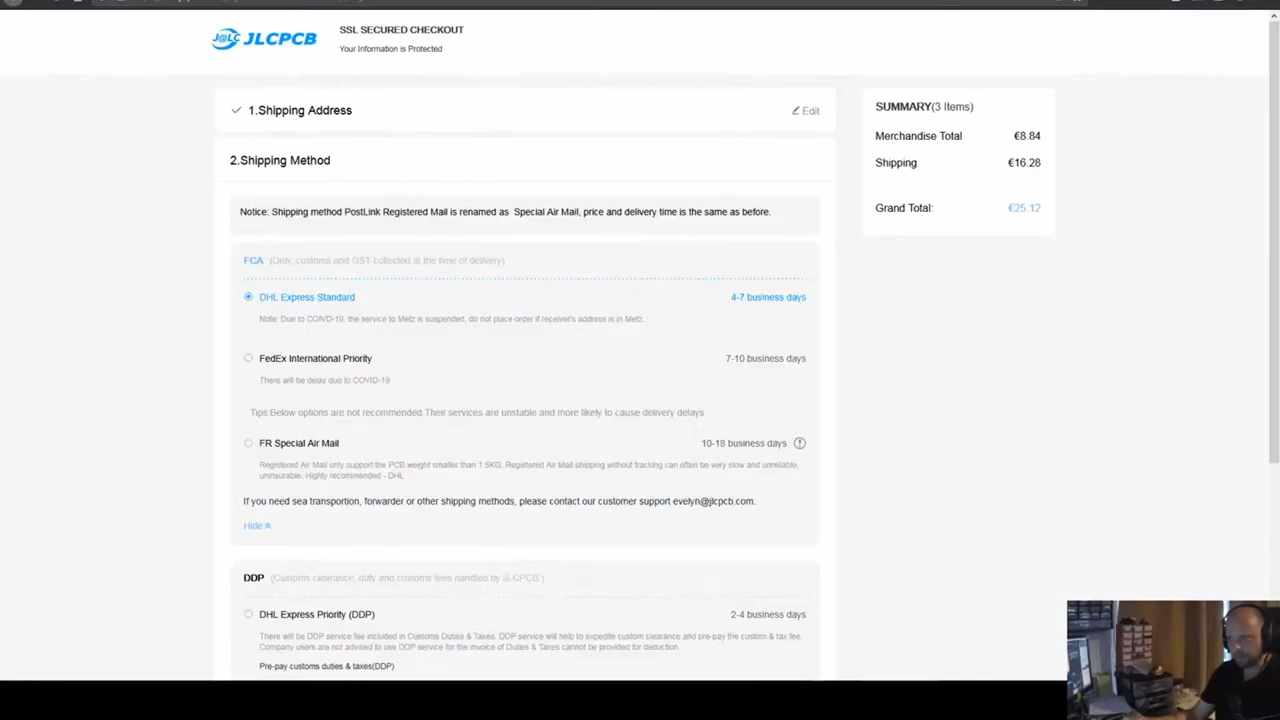 J@LC JLCPCB
SSL SECURED CHECKOUT
Your Information is Protected
1.Shipping Address
Edit
2.Shipping Method
Notice: Shipping method PostLink Registered Mail is renamed as Special Air Mail, price and delivery time is the same as before.
FCA (Duty, customs and GST collected at the time of delivery)
DHL Express Standard
4-7 business days
Note: Due to COIVD-19, the service to Metz is suspended, do not place order if receiver's address is in Metz.
FedEx International Priority
7-10 business days
There will be delay due to COVID-19
Tips:Below options are not recommended.Their services are unstable and more likely to cause delivery delays
FR Special Air Mail
10-18 business days
Registered Air Mail only support the PCB weight smaller than 1.5KG. Registered Air Mail shipping without tracking can often be very slow and unreliable,
uninsurable. Highly recommended - DHL
If you need sea transportion, forwarder or other shipping methods, please contact our customer support evelyn@jlcpcb.com.
Hide
DDP (Customs clearance, duty and customs fees handled by JLCPCB.)
DHL Express Priority (DDP)
2-4 business days
There will be DDP service fee included in Customs Duties & Taxes. DDP service will help to expedite custom clearance and pre-pay the custom & tax fee.
Company users are not advised to use DDP service for the invoice of Duties & Taxes cannot be provided for deduction.
Pre-pay customs duties & taxes(DDP)
SUMMARY(3 Items)
Merchandise Total €8.84
Shipping €16.28
Grand Total: €25.12